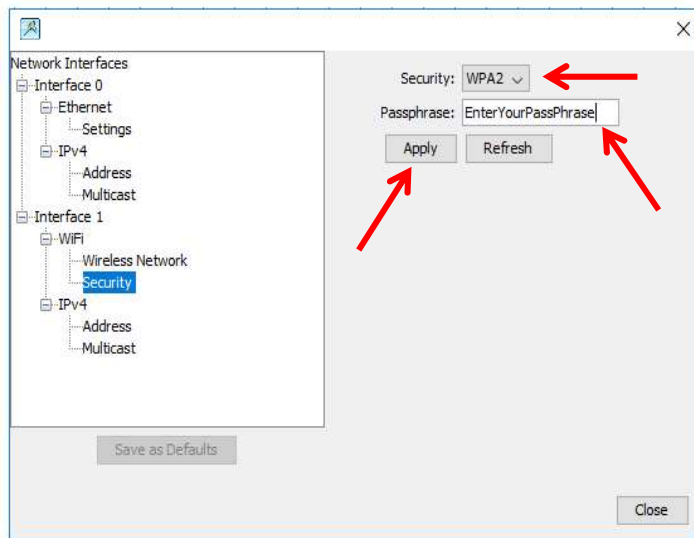 Network Interfaces
Interface 0
Ethernet
Settings
IPv4
Address
Multicast
Interface 1
WiFi
Wireless Network
Security
IPv4
Address
Multicast
Save as Defaults
Security: WPA2
Passphrase: EnterYourPassPhrase
Apply Refresh
Close